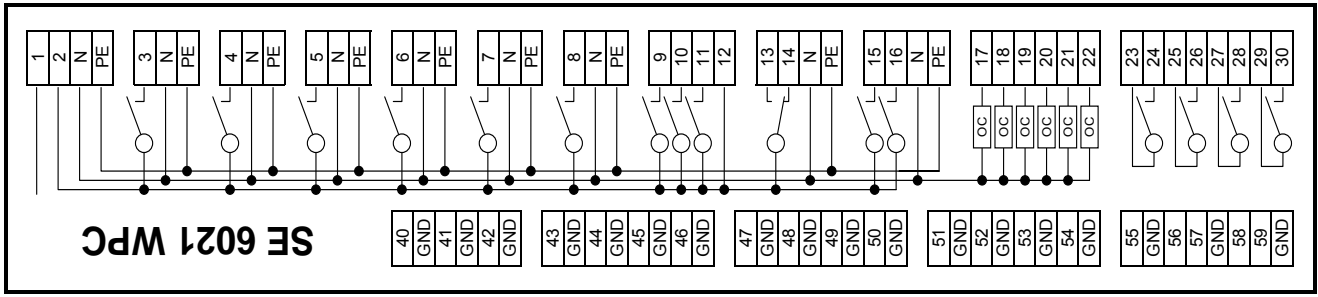 1 2 N PE 3 N PE 4 N PE 5 N PE 6 N PE 7 N PE 8 N PE 9 10 11 12 13 14 N PE 15 16 N PE 17 18 19 20 21 22 23 24 25 26 27 28 29 30
OC OC OC OC OC OC
SE 6021 WPC
40 GND 41 GND 42 GND 43 GND 44 GND 45 GND 46 GND 47 GND 48 GND 49 GND 50 GND 51 GND 52 GND 53 GND 54 GND 55 GND 56 57 GND 58 59 GND